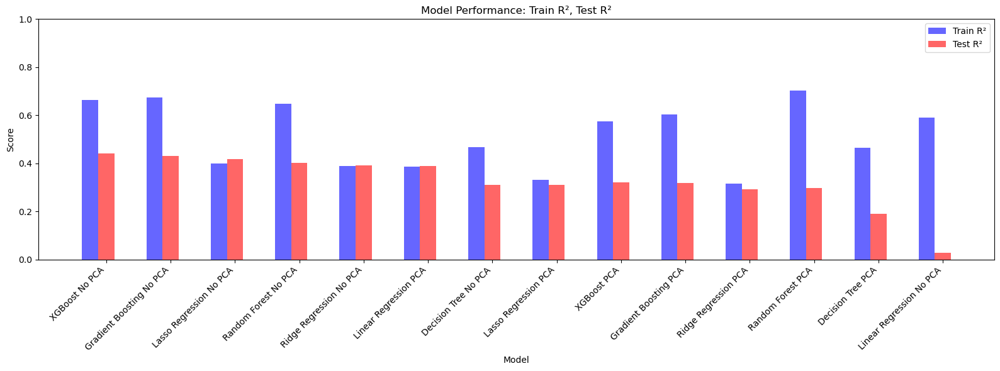 Model Performance: Train R², Test R²
Train R²
Test R²
Score
1.0
0.8
0.6
0.4
0.2
0.0
XGBoost No PCA
Gradient Boosting No PCA
Lasso Regression No PCA
Random Forest No PCA
Ridge Regression No PCA
Linear Regression PCA
Decision Tree No PCA
Lasso Regression PCA
XGBoost PCA
Gradient Boosting PCA
Ridge Regression PCA
Random Forest PCA
Decision Tree PCA
Linear Regression No PCA
Model